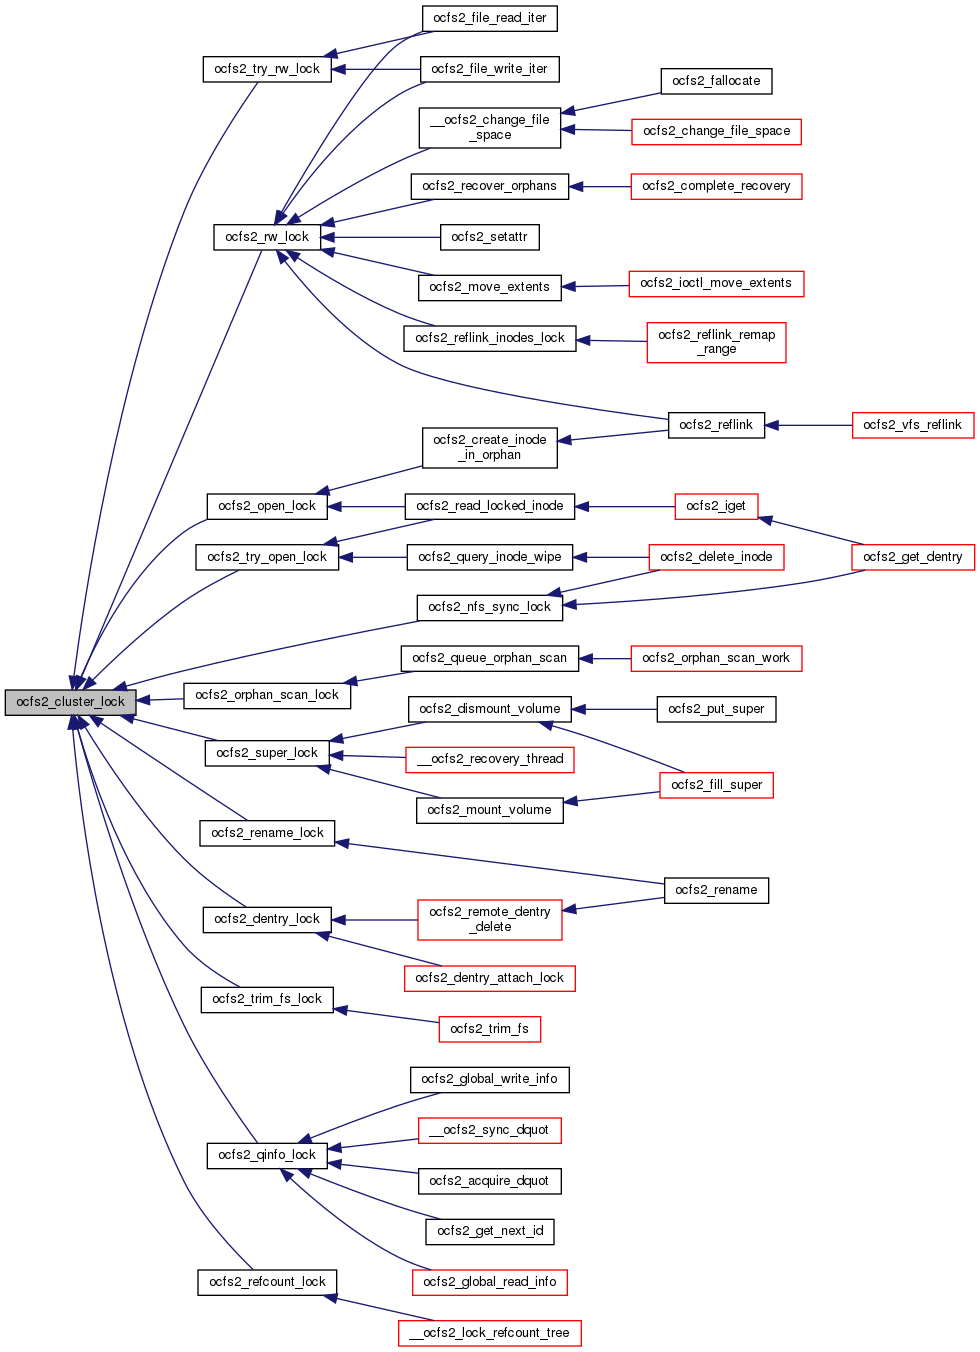 ocfs2_file_read_iter
ocfs2_try_rw_lock
ocfs2_file_write_iter
ocfs2_fallocate
__ocfs2_change_file
_space
ocfs2_change_file_space
ocfs2_recover_orphans
ocfs2_complete_recovery
ocfs2_rw_lock
ocfs2_setattr
ocfs2_move_extents
ocfs2_ioctl_move_extents
ocfs2_reflink_inodes_lock
ocfs2_reflink_remap
_range
ocfs2_reflink
ocfs2_vfs_reflink
ocfs2_create_inode
_in_orphan
ocfs2_open_lock
ocfs2_read_locked_inode
ocfs2_iget
ocfs2_try_open_lock
ocfs2_query_inode_wipe
ocfs2_delete_inode
ocfs2_get_dentry
ocfs2_nfs_sync_lock
ocfs2_queue_orphan_scan
ocfs2_orphan_scan_work
ocfs2_cluster_lock
ocfs2_orphan_scan_lock
ocfs2_dismount_volume
ocfs2_put_super
ocfs2_super_lock
__ocfs2_recovery_thread
ocfs2_fill_super
ocfs2_mount_volume
ocfs2_rename_lock
ocfs2_rename
ocfs2_dentry_lock
ocfs2_remote_dentry
_delete
ocfs2_dentry_attach_lock
ocfs2_trim_fs_lock
ocfs2_trim_fs
ocfs2_global_write_info
__ocfs2_sync_dquot
ocfs2_qinfo_lock
ocfs2_acquire_dquot
ocfs2_get_next_id
ocfs2_refcount_lock
ocfs2_global_read_info
__ocfs2_lock_refcount_tree